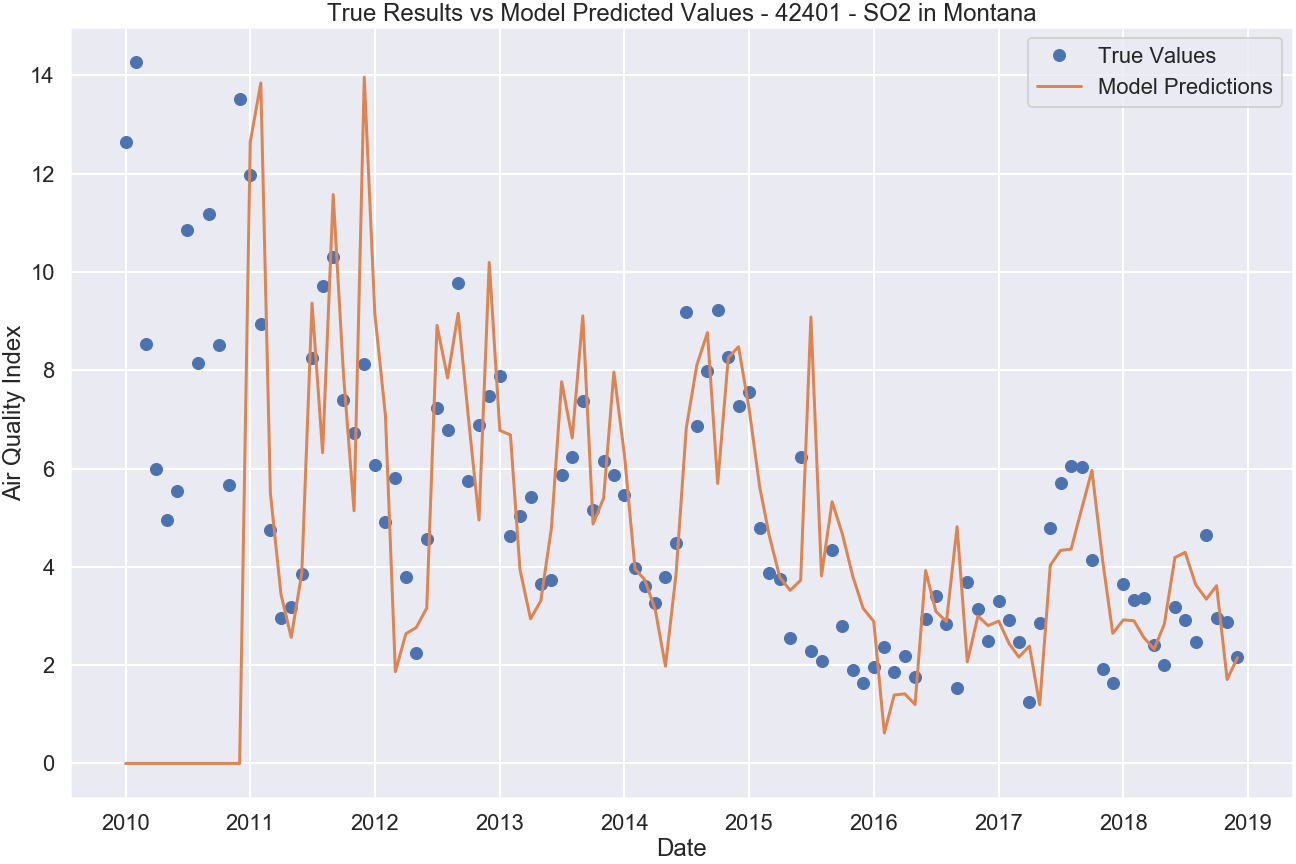 True Results vs Model Predicted Values - 42401 - SO2 in Montana
True Values
Model Predictions
Air Quality Index
14
12
10
8
6
4
2
0
2010 2011 2012 2013 2014 2015 2016 2017 2018 2019
Date